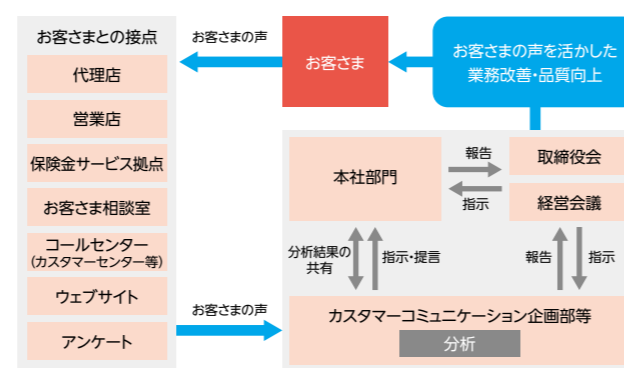 お客さまとの接点
代理店
営業店
保険金サービス拠点
お客さま相談室
コールセンター
(カスタマーセンター等)
ウェブサイト
アンケート
お客さまの声
お客さま
お客さまの声を活かした
業務改善・品質向上
本社部門
報告
指示
取締役会
経営会議
分析結果の
共有
指示・提言
報告
指示
お客さまの声
カスタマーコミュニケーション企画部等
分析